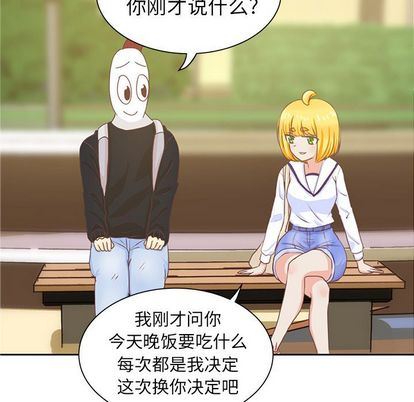 你刚才说什么?
我刚才问你
今天晚饭要吃什么
每次都是我决定
这次换你决定吧